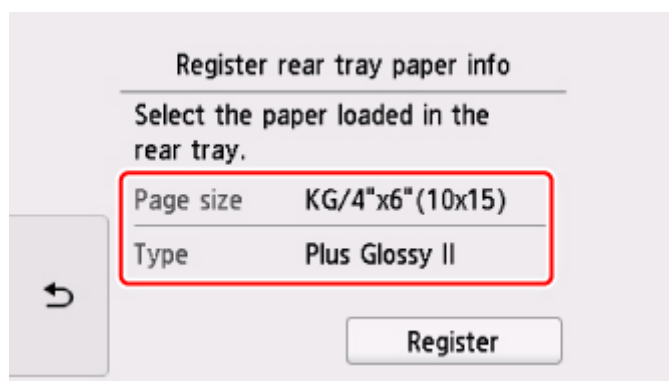 Register rear tray paper info
Select the paper loaded in the
rear tray.
Page size KG/4"x6"(10x15)
Type Plus Glossy II
Register